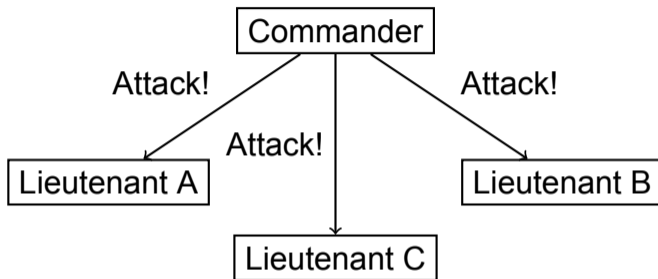 Commander
Attack!
Attack!
Attack!
Lieutenant A
Lieutenant B
Lieutenant C